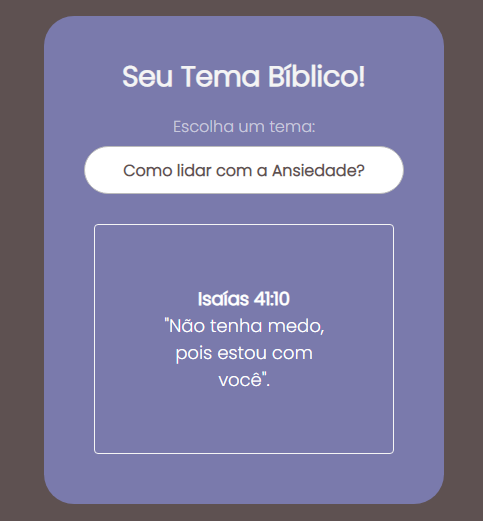 Seu Tema Bíblico!
Escolha um tema:
Como lidar com a Ansiedade?
Isaías 41:10
"Não tenha medo,
pois estou com
você".